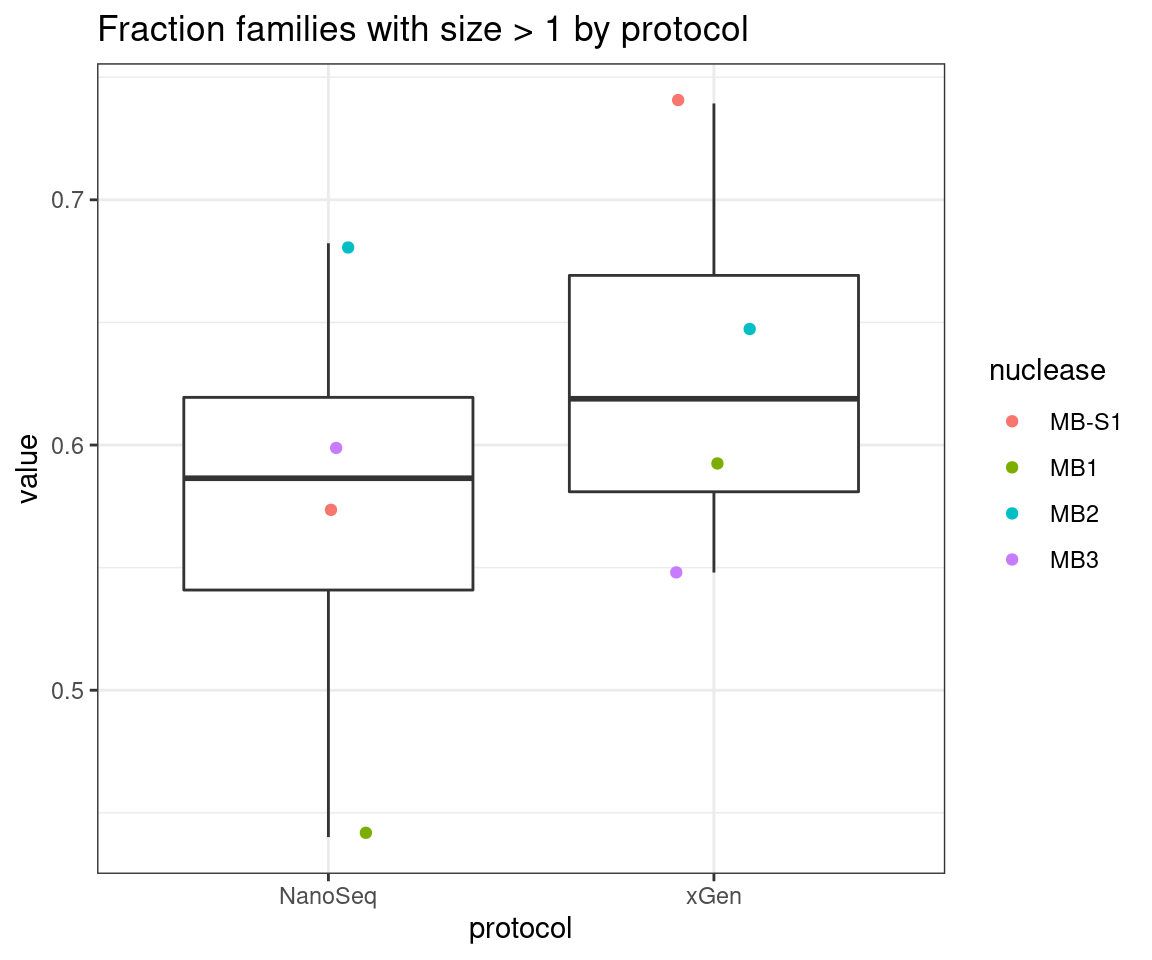 Fraction families with size > 1 by protocol
value
0.7
0.6
0.5
NanoSeq
xGen
protocol
nuclease
MB-S1
MB1
MB2
MB3